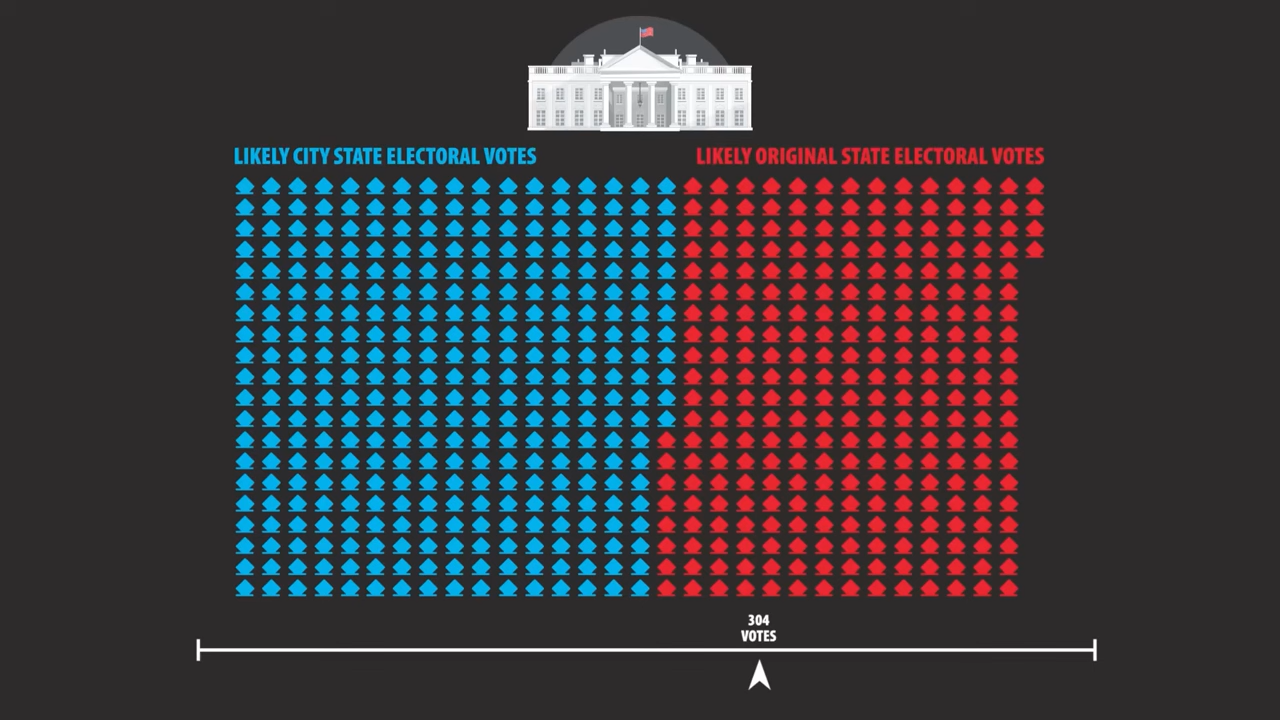 LIKELY CITY STATE ELECTORAL VOTES
LIKELY ORIGINAL STATE ELECTORAL VOTES
304
VOTES